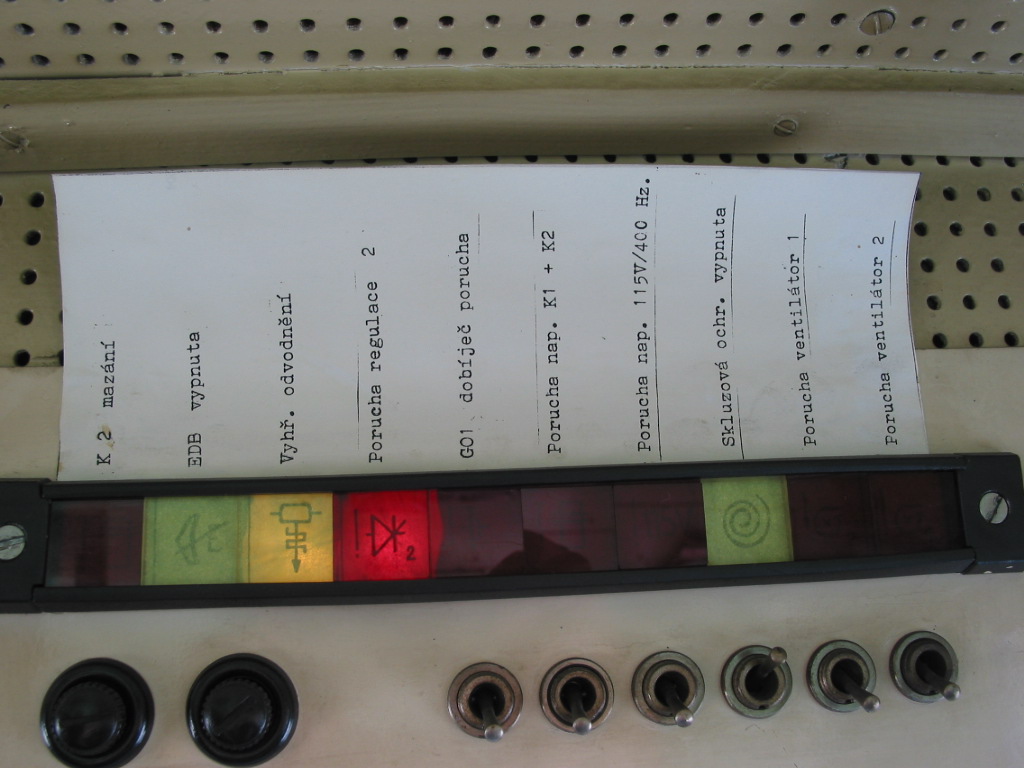 K 2 mazání
EDB vypnuta
Vyhř. odvodnění
Porucha regulace 2
GO1 dobíječ porucha
Porucha nap. K1 + K2
Porucha nap. 115V/400 Hz.
Skluzová ochr. vypnuta
Porucha ventilátor 1
Porucha ventilátor 2
2